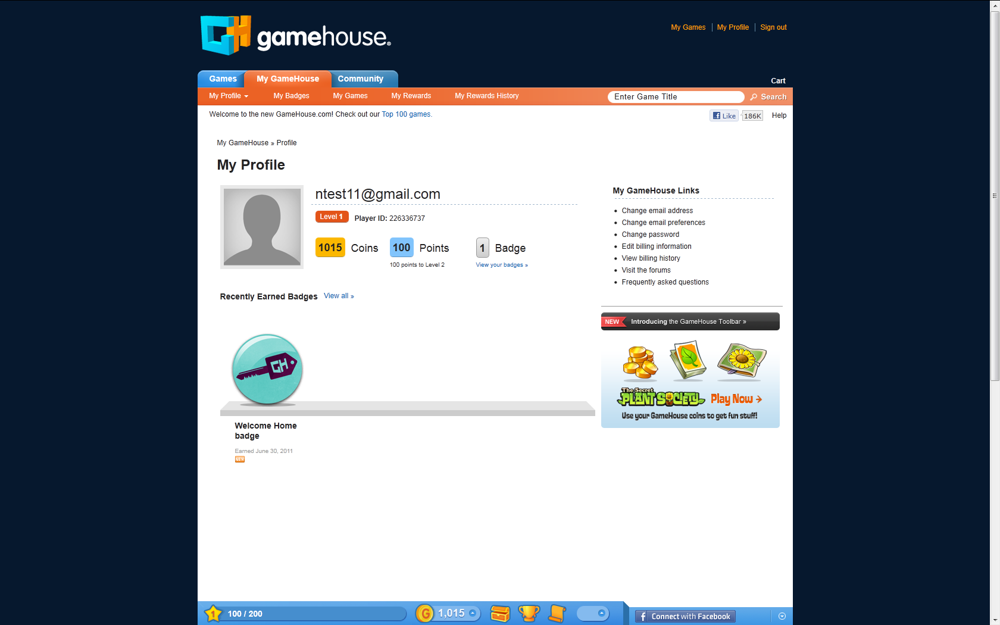 GH gamehouse®
My Games My Profile Sign out
Games My GameHouse Community Cart
My Profile My Badges My Games My Rewards My Rewards History Enter Game Title Search
Welcome to the new GameHouse.com! Check out our Top 100 games. Like 186K Help
My GameHouse » Profile
My Profile
ntest11@gmail.com
Level 1 Player ID: 226336737
1015 Coins 100 Points 1 Badge
100 points to Level 2 View your badges »
Recently Earned Badges View all »
GH
Welcome Home
badge
Earned June 30, 2011
NEW
My GameHouse Links
• Change email address
• Change email preferences
• Change password
• Edit billing information
• View billing history
• Visit the forums
• Frequently asked questions
NEW Introducing the GameHouse Toolbar »
The Secret
PLANT SOCIETY Play Now →
Use your GameHouse coins to get fun stuff!
1 100 / 200 G 1,015 f Connect with Facebook